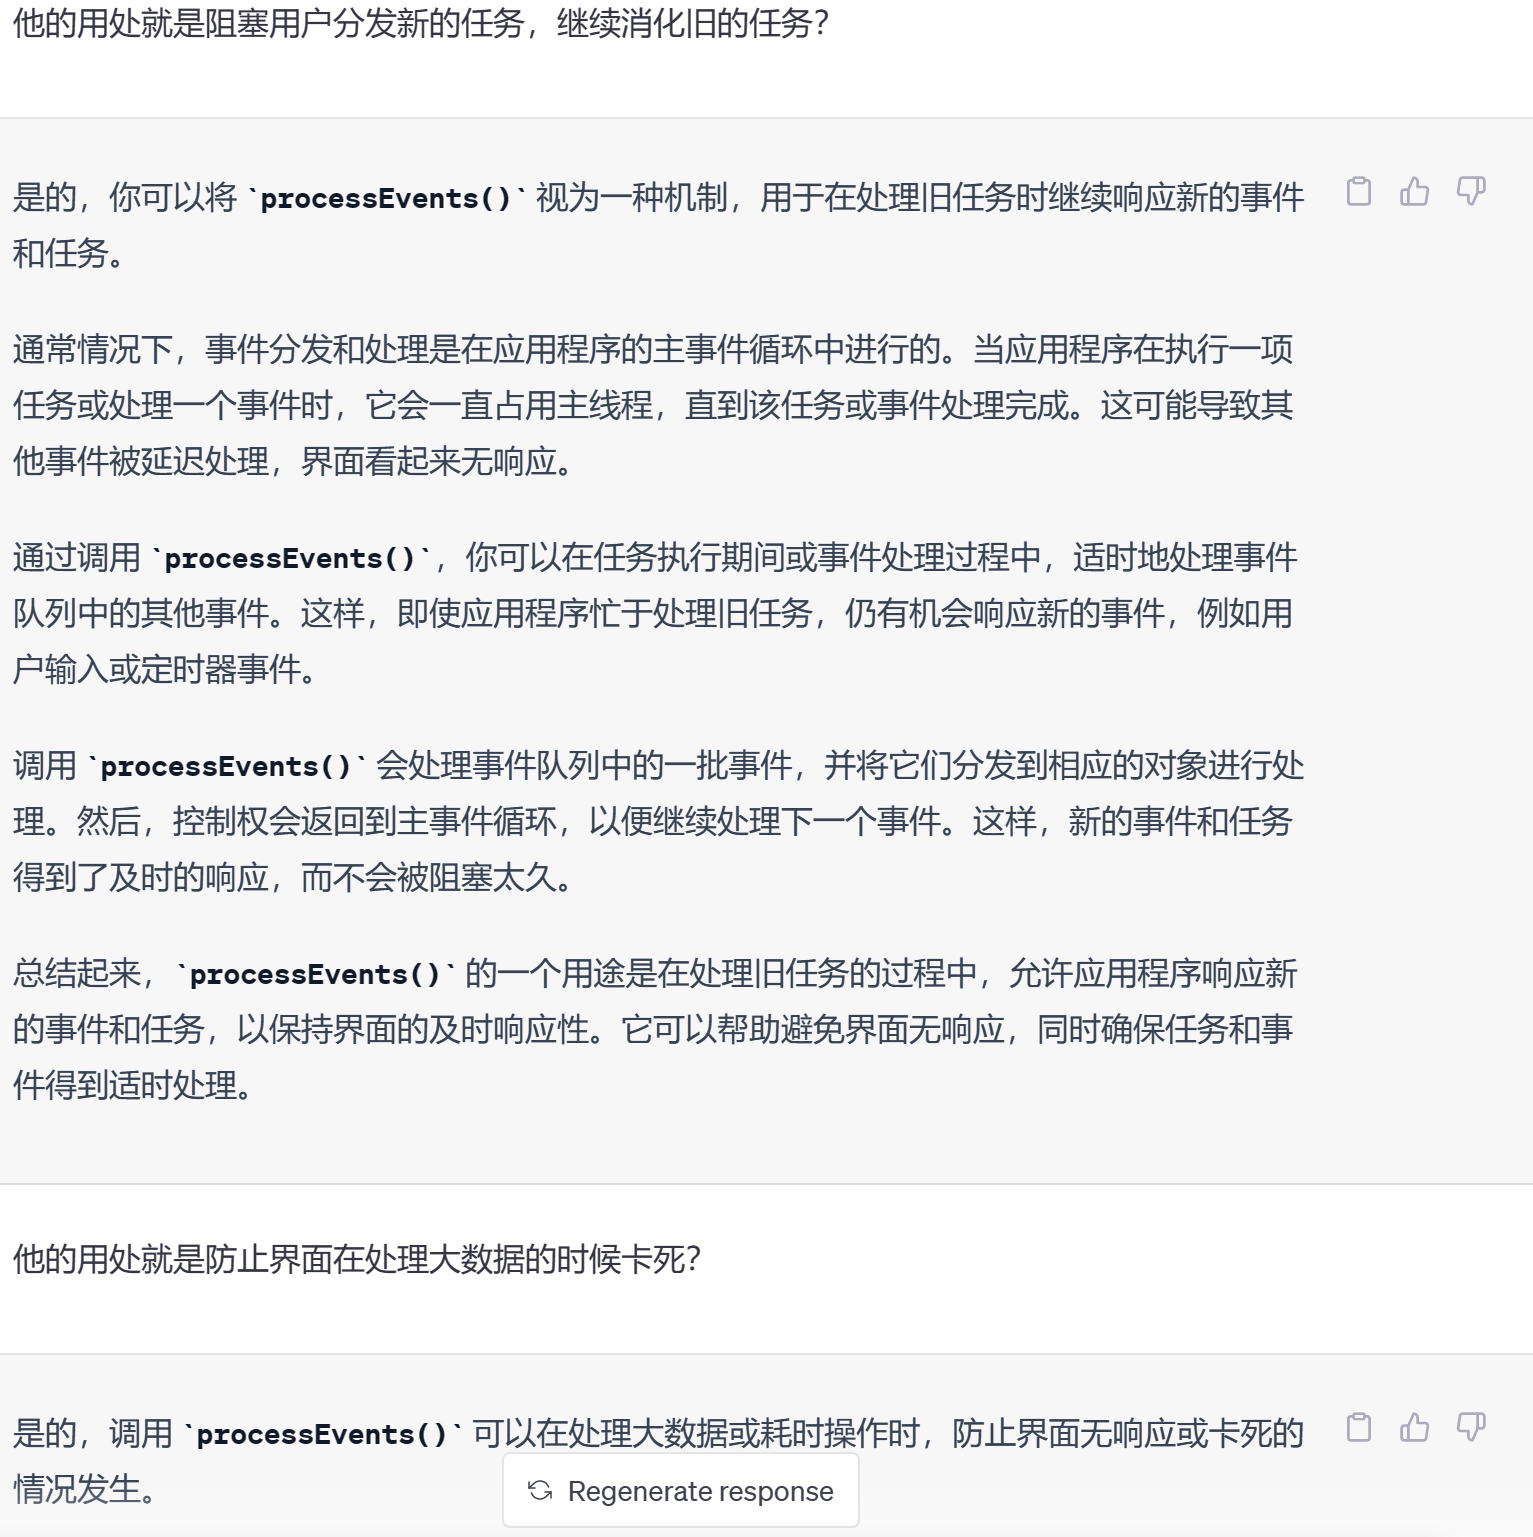 他的用处就是阻塞用户分发新的任务，继续消化旧的任务？
是的，你可以将 `processEvents()` 视为一种机制，用于在处理旧任务时继续响应新的事件
和任务。
通常情况下，事件分发和处理是在应用程序的主事件循环中进行的。当应用程序在执行一项
任务或处理一个事件时，它会一直占用主线程，直到该任务或事件处理完成。这可能导致其
他事件被延迟处理，界面看起来无响应。
通过调用 `processEvents()`，你可以在任务执行期间或事件处理过程中，适时地处理事件
队列中的其他事件。这样，即使应用程序忙于处理旧任务，仍有机会响应新的事件，例如用
户输入或定时器事件。
调用 `processEvents()` 会处理事件队列中的一批事件，并将它们分发到相应的对象进行处
理。然后，控制权会返回到主事件循环，以便继续处理下一个事件。这样，新的事件和任务
得到了及时的响应，而不会被阻塞太久。
总结起来，`processEvents()` 的一个用途是在处理旧任务的过程中，允许应用程序响应新
的事件和任务，以保持界面的及时响应性。它可以帮助避免界面无响应，同时确保任务和事
件得到适时处理。
他的用处就是防止界面在处理大数据的时候卡死？
是的，调用 `processEvents()` 可以在处理大数据或耗时操作时，防止界面无响应或卡死的
情况发生。
Regenerate response